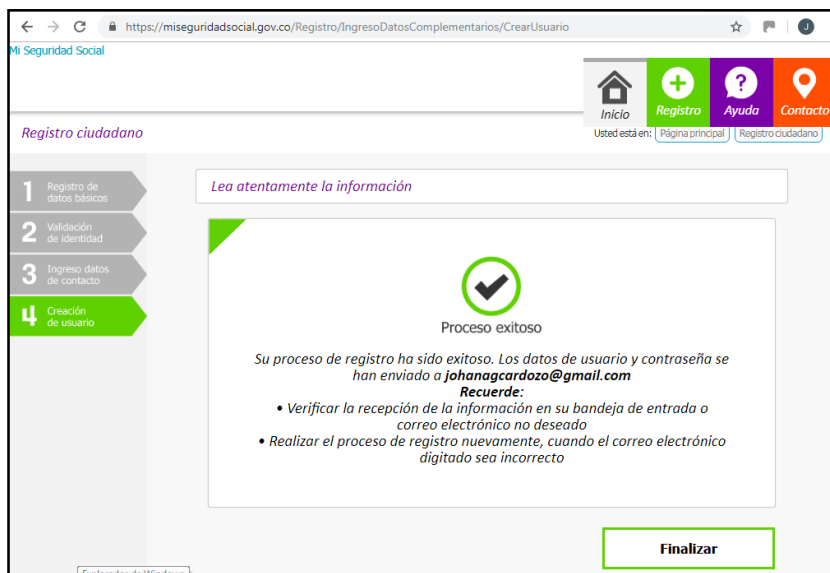 https://miseguridadsocial.gov.co/Registro/IngresoDatosComplementarios/CrearUsuario
J
Mi Seguridad Social
Inicio
Registro
Ayuda
Contacto
Registro ciudadano
Usted está en: Página principal Registro ciudadano
1 Registro de
datos básicos
2 Validación
de identidad
3 Ingreso datos
de contacto
4 Creación
de usuario
Lea atentamente la información
Proceso exitoso
Su proceso de registro ha sido exitoso. Los datos de usuario y contraseña se
han enviado a johanagcardozo@gmail.com
Recuerde:
• Verificar la recepción de la información en su bandeja de entrada o
correo electrónico no deseado
• Realizar el proceso de registro nuevamente, cuando el correo electrónico
digitado sea incorrecto
Finalizar